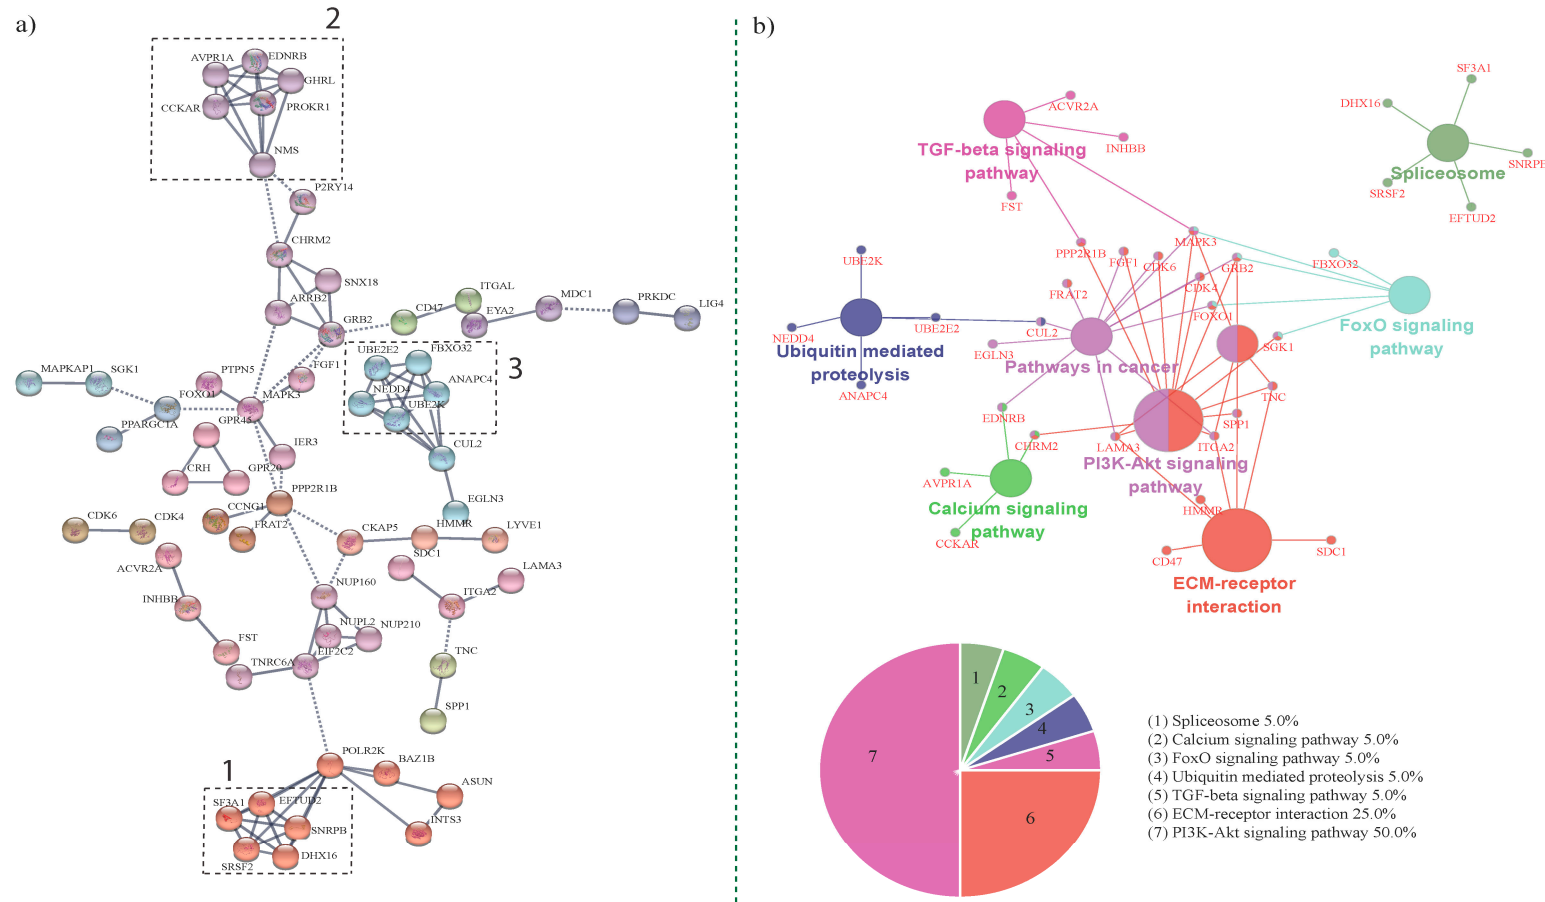 a)
2
AVPR1A
EDNRB
GHRL
CCKAR
PROKR1
NMS
P2RY14
CHRM2
SNX18
ARRB2
GRB2
CD47
ITGAL
EYA2
MDC1
PRKDC
LIG4
3
UBE2E2
FBXO32
ANAPC4
NEDD4
UBE2K
CUL2
EGLN3
MAPKAP1
SGK1
PTPN5
FGF1
FOXO1
MAPK3
PPARGC1A
GPR45
IER3
CRH
GPR20
PPP2R1B
CCNG1
FRAT2
CDK6
CDK4
CKAP5
HMMR
LYVE1
SDC1
LAMA3
ITGA2
ACVR2A
INHBB
FST
NUP160
NUPL2
NUP210
EIF2C2
TNRC6A
TNC
SPP1
POLR2K
BAZ1B
ASUN
INTS3
1
SF3A1
EFTUD2
SNRPB
SRSF2
DHX16
b)
ACVR2A
INHBB
TGF-beta signaling
pathway
FST
SF3A1
DHX16
SNRPE
Spliceosome
SRSF2
EFTUD2
UBE2K
UBE2E2
NEDD4
Ubiquitin mediated
proteolysis
ANAPC4
PPP2R1B
FGF1
CDK6
MAPK3
GRB2
FBXO32
FRAT2
CDK4
FOXO1
CUL2
FoxO signaling
pathway
EGLN3
SGK1
Pathways in cancer
TNC
EDNRB
SPP1
CHRM2
LAMA3
ITGA2
PI3K-Akt signaling
pathway
AVPR1A
Calcium signaling
pathway
CCKAR
HMMR
CD47
SDC1
ECM-receptor
interaction
1
2
3
4
5
6
7
(1) Spliceosome 5.0%
(2) Calcium signaling pathway 5.0%
(3) FoxO signaling pathway 5.0%
(4) Ubiquitin mediated proteolysis 5.0%
(5) TGF-beta signaling pathway 5.0%
(6) ECM-receptor interaction 25.0%
(7) PI3K-Akt signaling pathway 50.0%